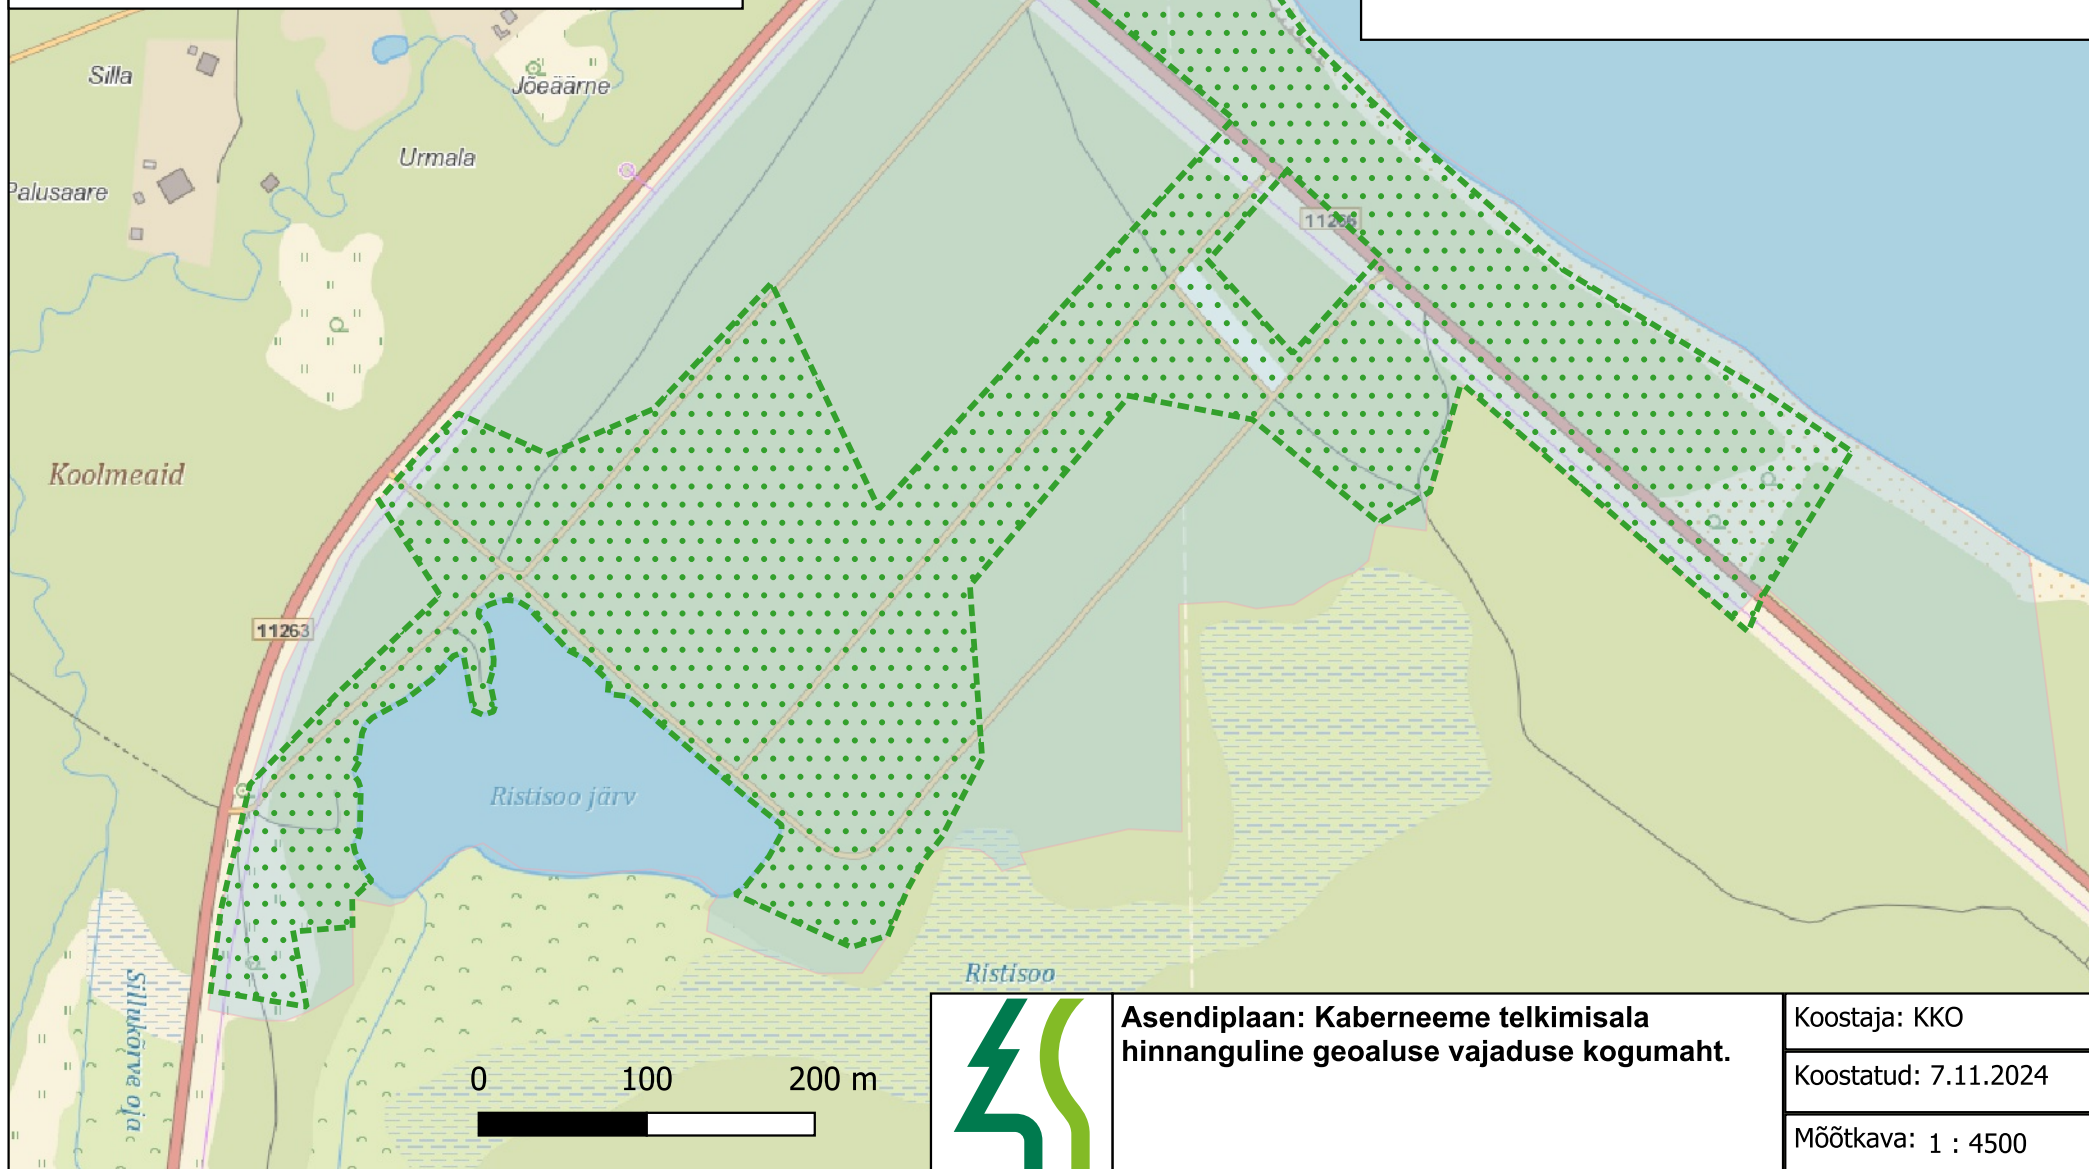 Silla
Jõeäärne
Urmala
Palusaare
11266
Koolmeaid
11263
Ristisoo järv
Ristisoo
Sillukõrve oja
0 100 200 m
Asendiplaan: Kaberneeme telkimisala
hinnanguline geoaluse vajaduse kogumaht.
Koostaja: KKO
Koostatud: 7.11.2024
Mõõtkava: 1 : 4500